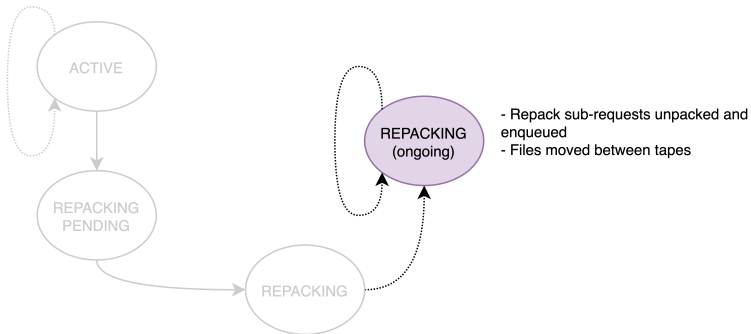 ACTIVE
REPACKING
(ongoing)
- Repack sub-requests unpacked and
enqueued
- Files moved between tapes
REPACKING
PENDING
REPACKING